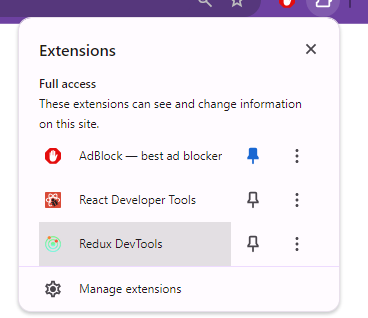 Extensions
Full access
These extensions can see and change information
on this site.
AdBlock — best ad blocker
React Developer Tools
Redux DevTools
Manage extensions